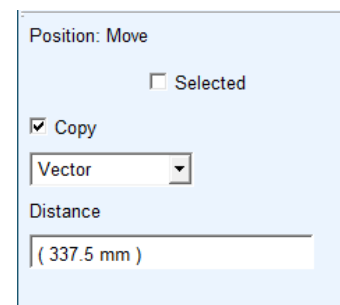 Position: Move
Selected
Copy
Vector
Distance
( 337.5 mm )